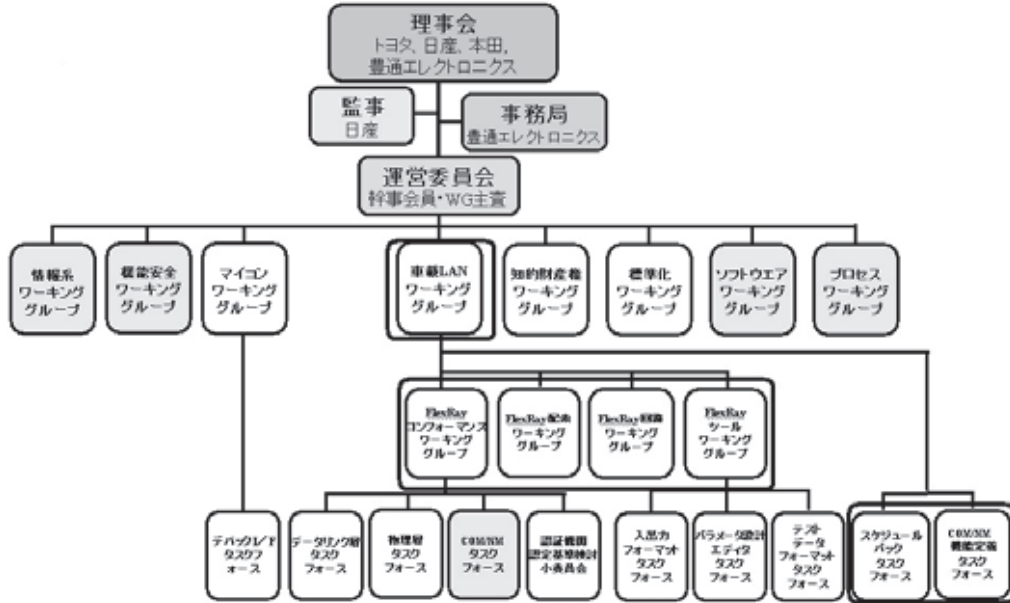 理事会
トヨタ、日産、本田,
豊通エレクトロニクス
監事
日産
事務局
豊通エレクトロニクス
運営委員会
幹事会員・WG主査
情報系
ワーキング
グループ
機能安全
ワーキング
グループ
マイコン
ワーキング
グループ
車載LAN
ワーキング
グループ
知的財産権
ワーキング
グループ
標準化
ワーキング
グループ
ソフトウエア
ワーキング
グループ
プロセス
ワーキング
グループ
FlexRay
コンフォーマンス
ワーキング
グループ
FlexRay配索
ワーキング
グループ
FlexRay回路
ワーキング
グループ
FlexRay
ツール
ワーキング
グループ
デバックI/F
タスクフ
ォース
データリンク層
タスク
フォース
物理層
タスク
フォース
COM/NM
タスク
フォース
認証機関
認定基準検討
小委員会
入出力
フォーマット
タスク
フォース
パラメータ設計
エディタ
タスク
フォース
テスト
データ
フォーマット
タスク
フォース
スケジュール
パック
タスク
フォース
COM/NM
機能定義
タスク
フォース